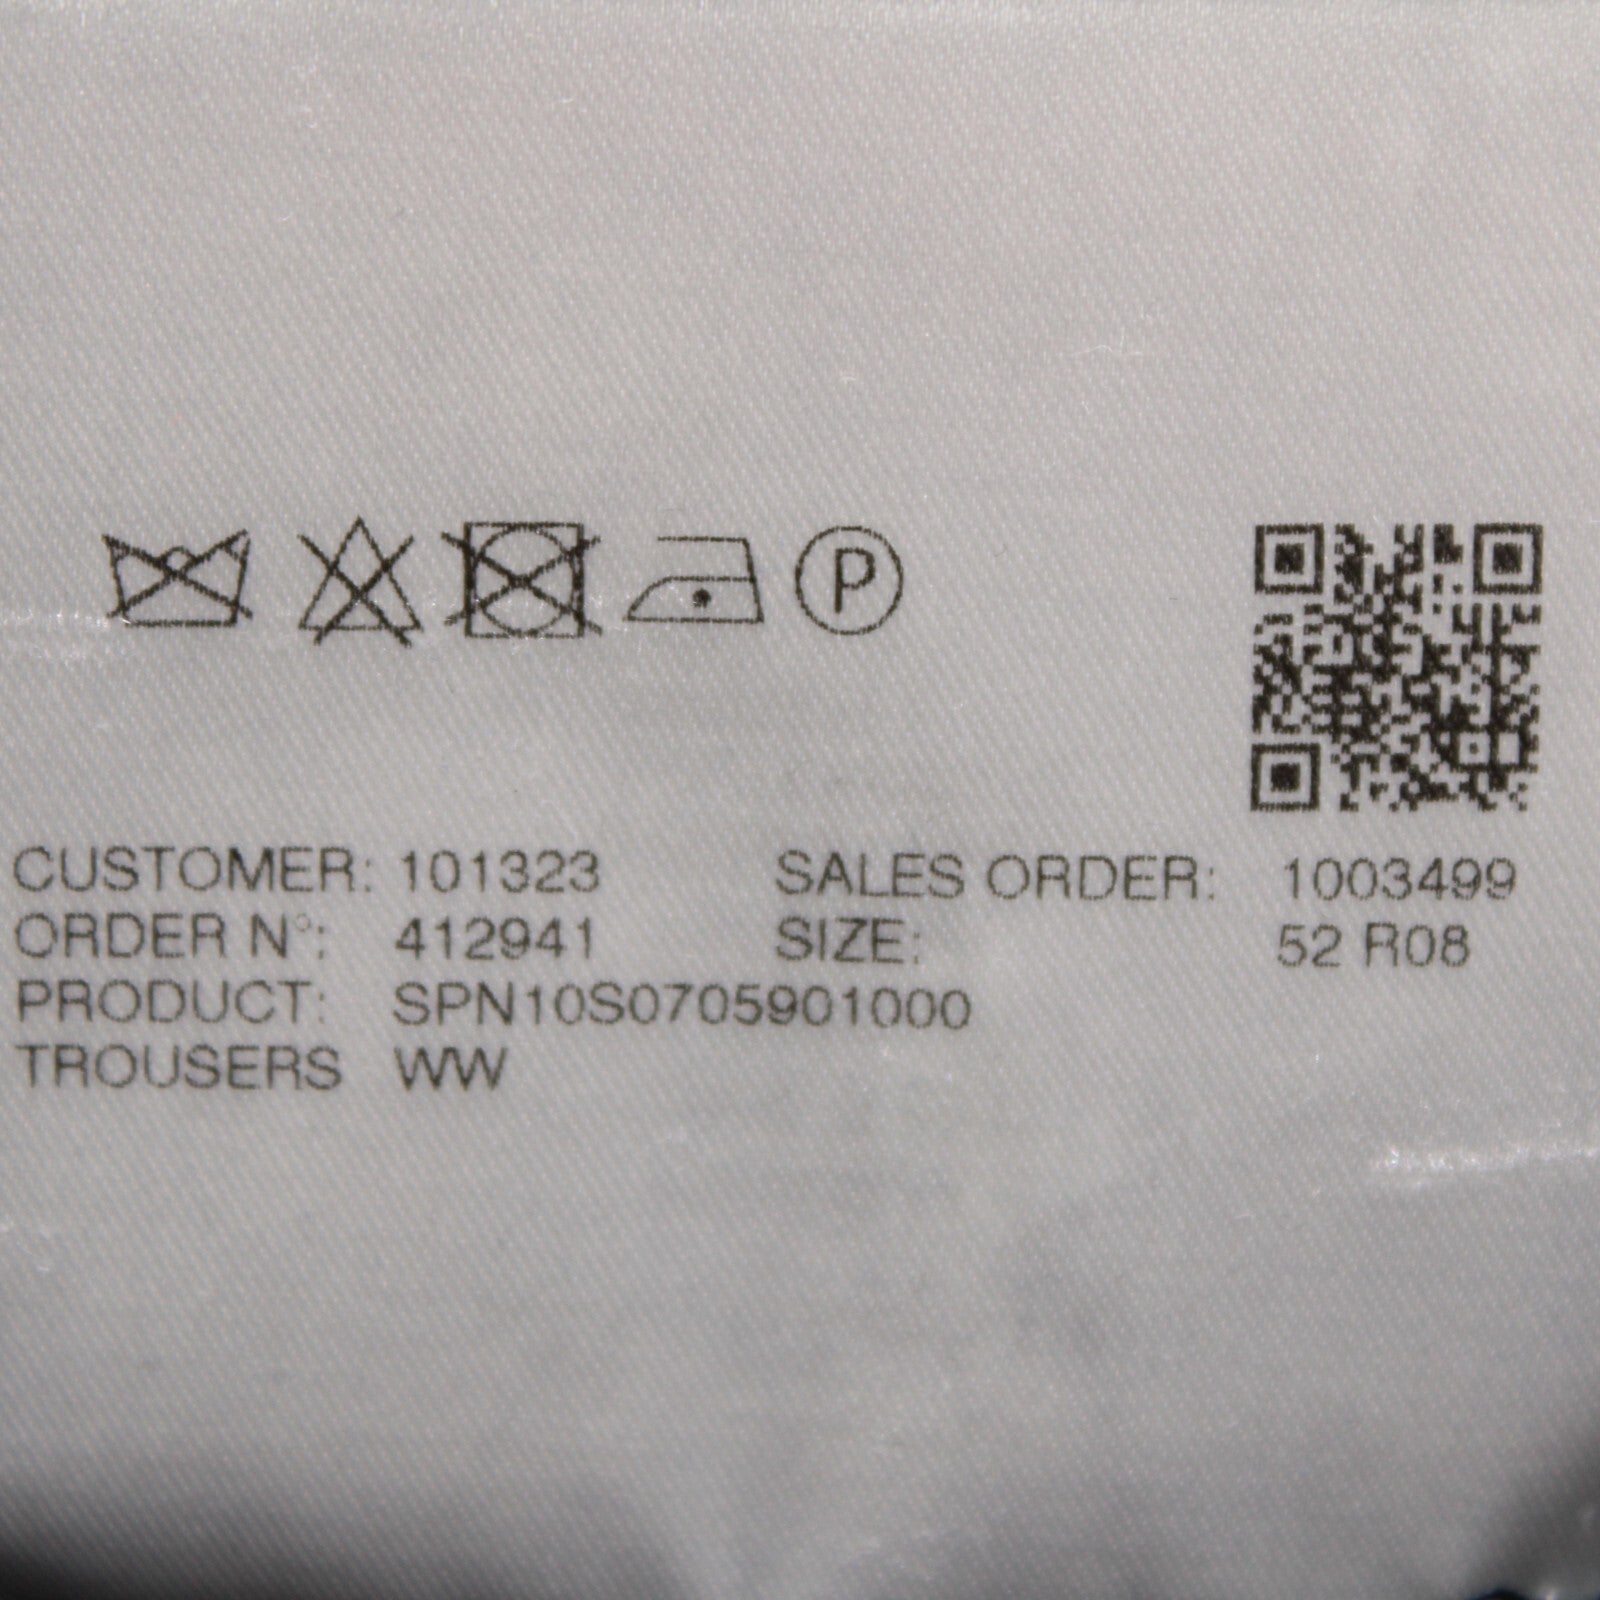 P
CUSTOMER: 101323 SALES ORDER: 1003499
ORDER N°: 412941 SIZE: 52 R08
PRODUCT: SPN10S0705901000
TROUSERS WW